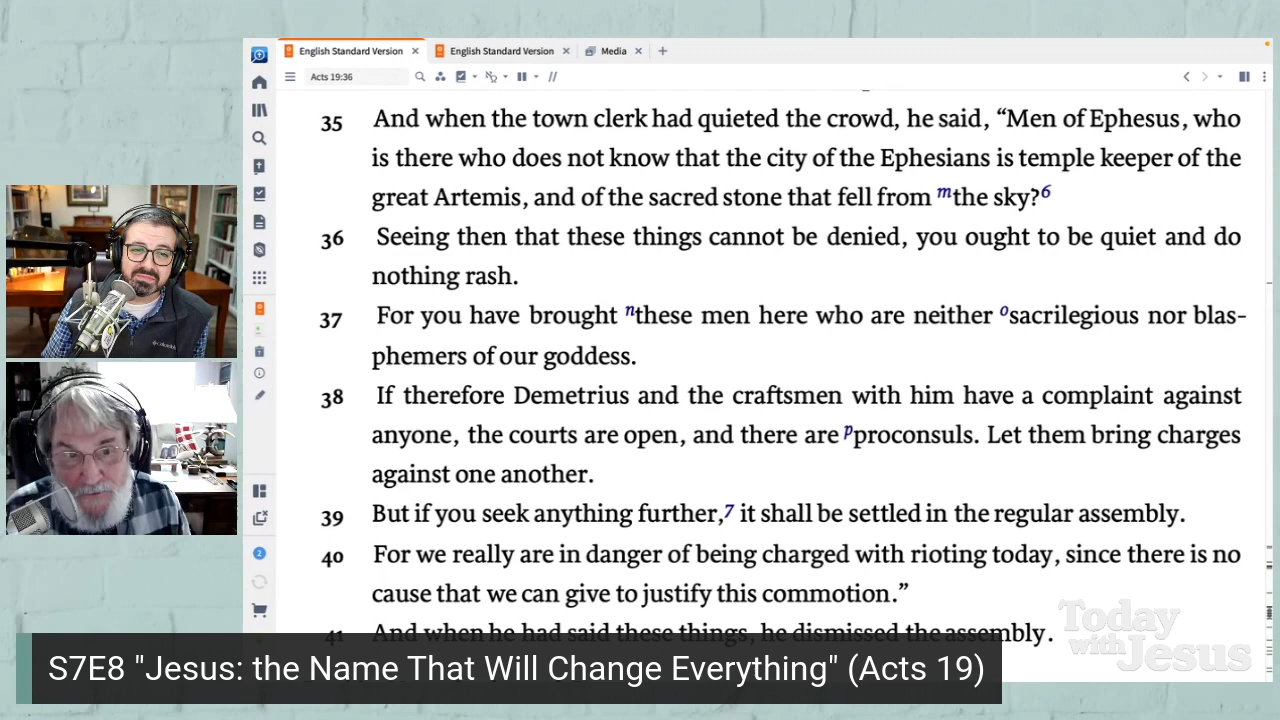 English Standard Version
English Standard Version
Media
Acts 19:36
35 And when the town clerk had quieted the crowd, he said, “Men of Ephesus, who
is there who does not know that the city of the Ephesians is temple keeper of the
great Artemis, and of the sacred stone that fell from mthe sky?6
36 Seeing then that these things cannot be denied, you ought to be quiet and do
nothing rash.
37 For you have brought nthese men here who are neither osacrilegious nor blas-
phemers of our goddess.
38 If therefore Demetrius and the craftsmen with him have a complaint against
anyone, the courts are open, and there are pproconsuls. Let them bring charges
against one another.
39 But if you seek anything further,7 it shall be settled in the regular assembly.
40 For we really are in danger of being charged with rioting today, since there is no
cause that we can give to justify this commotion.”
41 And when he had said these things, he dismissed the assembly.
2
Columbia
Today
with
Jesus
S7E8 "Jesus: the Name That Will Change Everything" (Acts 19)